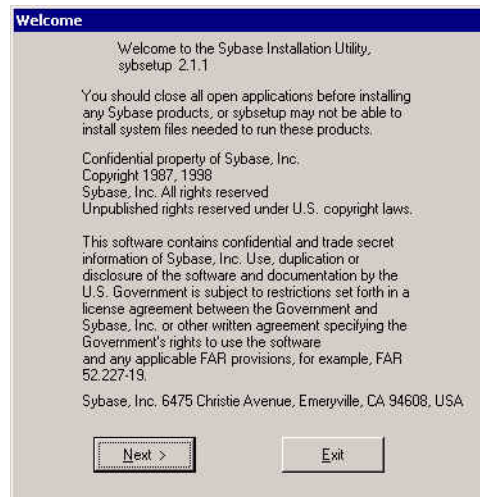 Welcome
Welcome to the Sybase Installation Utility,
sybsetup 2.1.1
You should close all open applications before installing
any Sybase products, or sybsetup may not be able to
install system files needed to run these products.
Confidential property of Sybase, Inc.
Copyright 1987, 1998
Sybase, Inc. All rights reserved
Unpublished rights reserved under U.S. copyright laws.
This software contains confidential and trade secret
information of Sybase, Inc. Use, duplication or
disclosure of the software and documentation by the
U.S. Government is subject to restrictions set forth in a
license agreement between the Government and
Sybase, Inc. or other written agreement specifying the
Government's rights to use the software
and any applicable FAR provisions, for example, FAR
52.227-19.
Sybase, Inc. 6475 Christie Avenue, Emeryville, CA 94608, USA
Next >
Exit